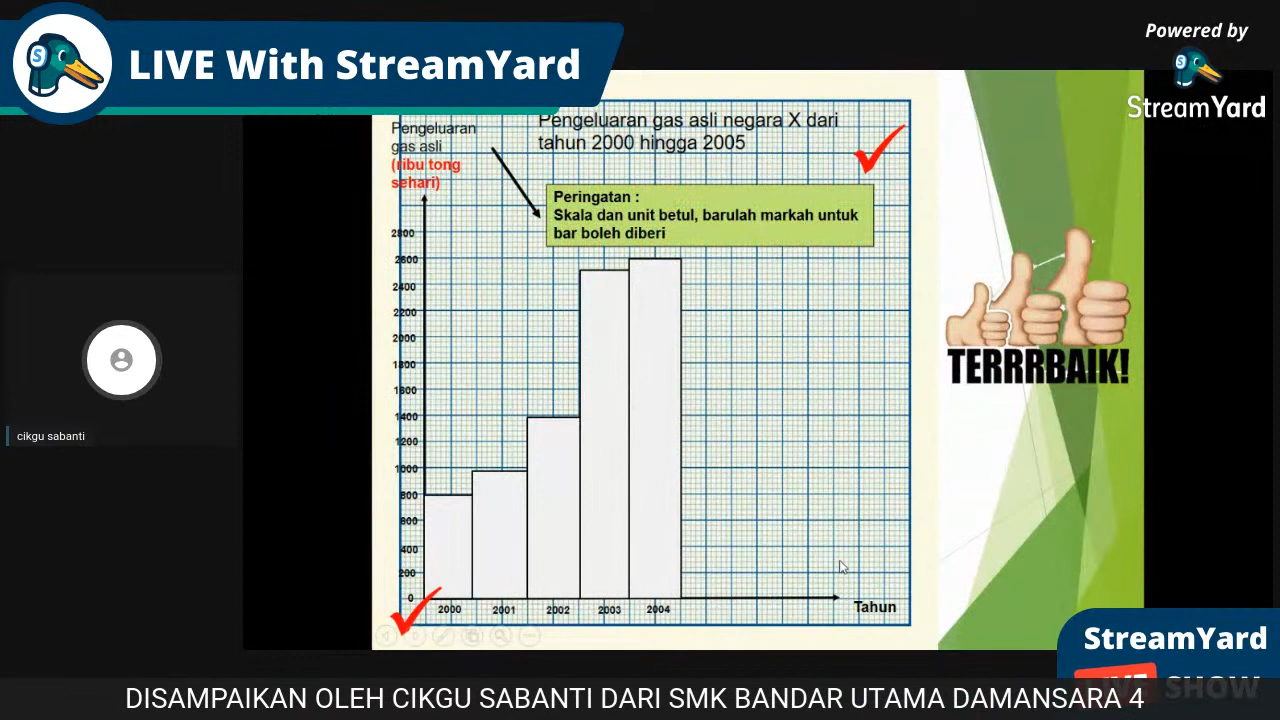 LIVE With StreamYard
Powered by
StreamYard
Pengeluaran
gas asli
(ribu tong
sehari)
Pengeluaran gas asli negara X dari
tahun 2000 hingga 2005
Peringatan :
Skala dan unit betul, barulah markah untuk
bar boleh diberi
2800
2600
2400
2200
2000
1800
1600
1400
1200
1000
800
600
400
200
0
2000 2001 2002 2003 2004
Tahun
TERRRBAIK!
cikgu sabanti
StreamYard
LIVE SHOW
DISAMPAIKAN OLEH CIKGU SABANTI DARI SMK BANDAR UTAMA DAMANSARA 4